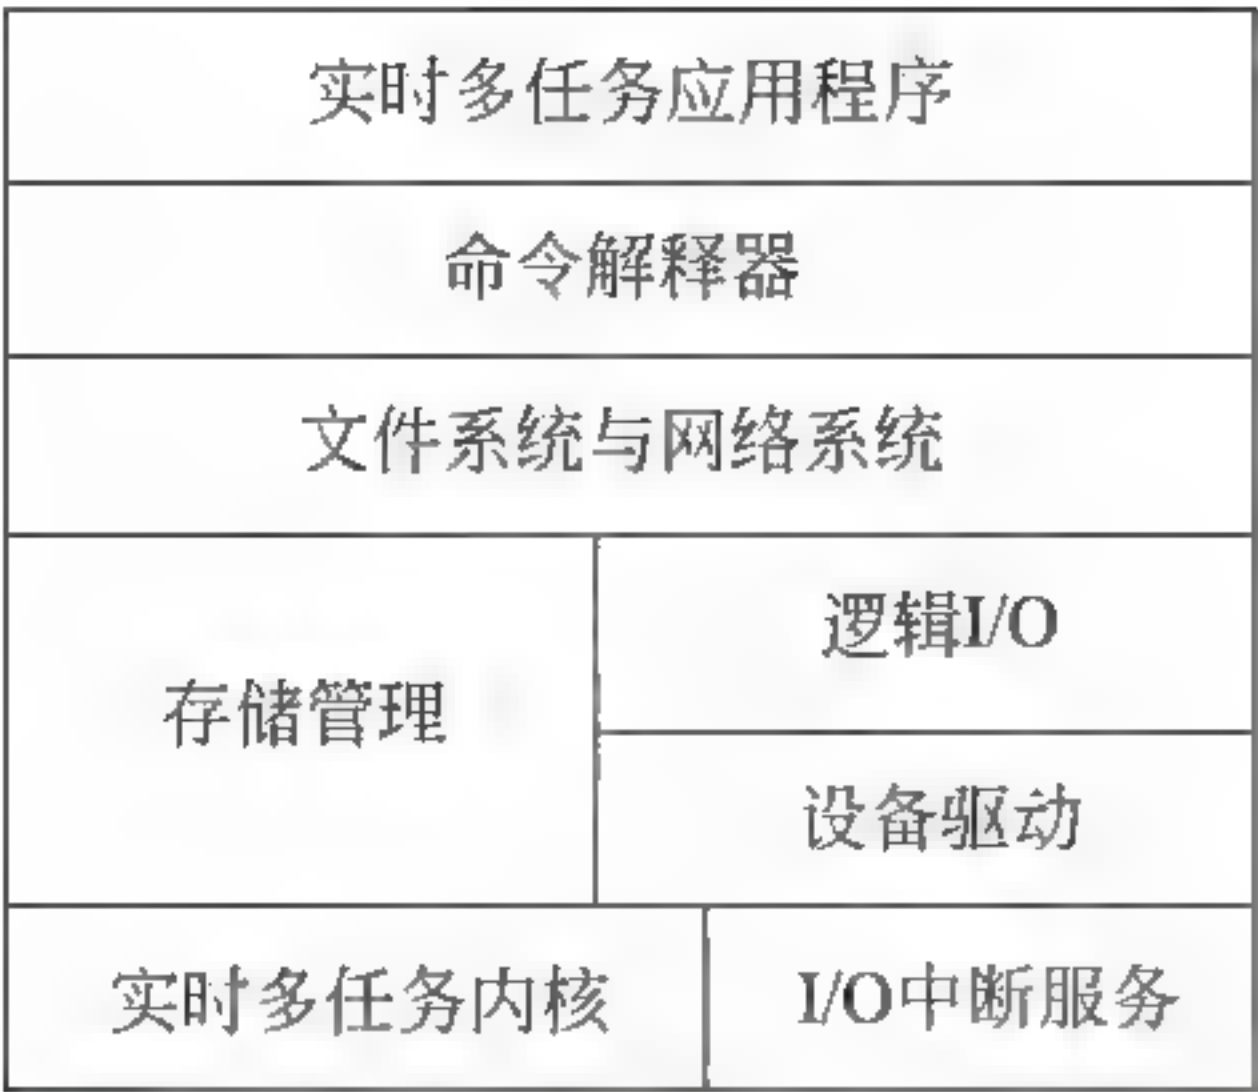 实时多任务应用程序
命令解释器
文件系统与网络系统
存储管理
逻辑I/O
设备驱动
实时多任务内核
I/O中断服务